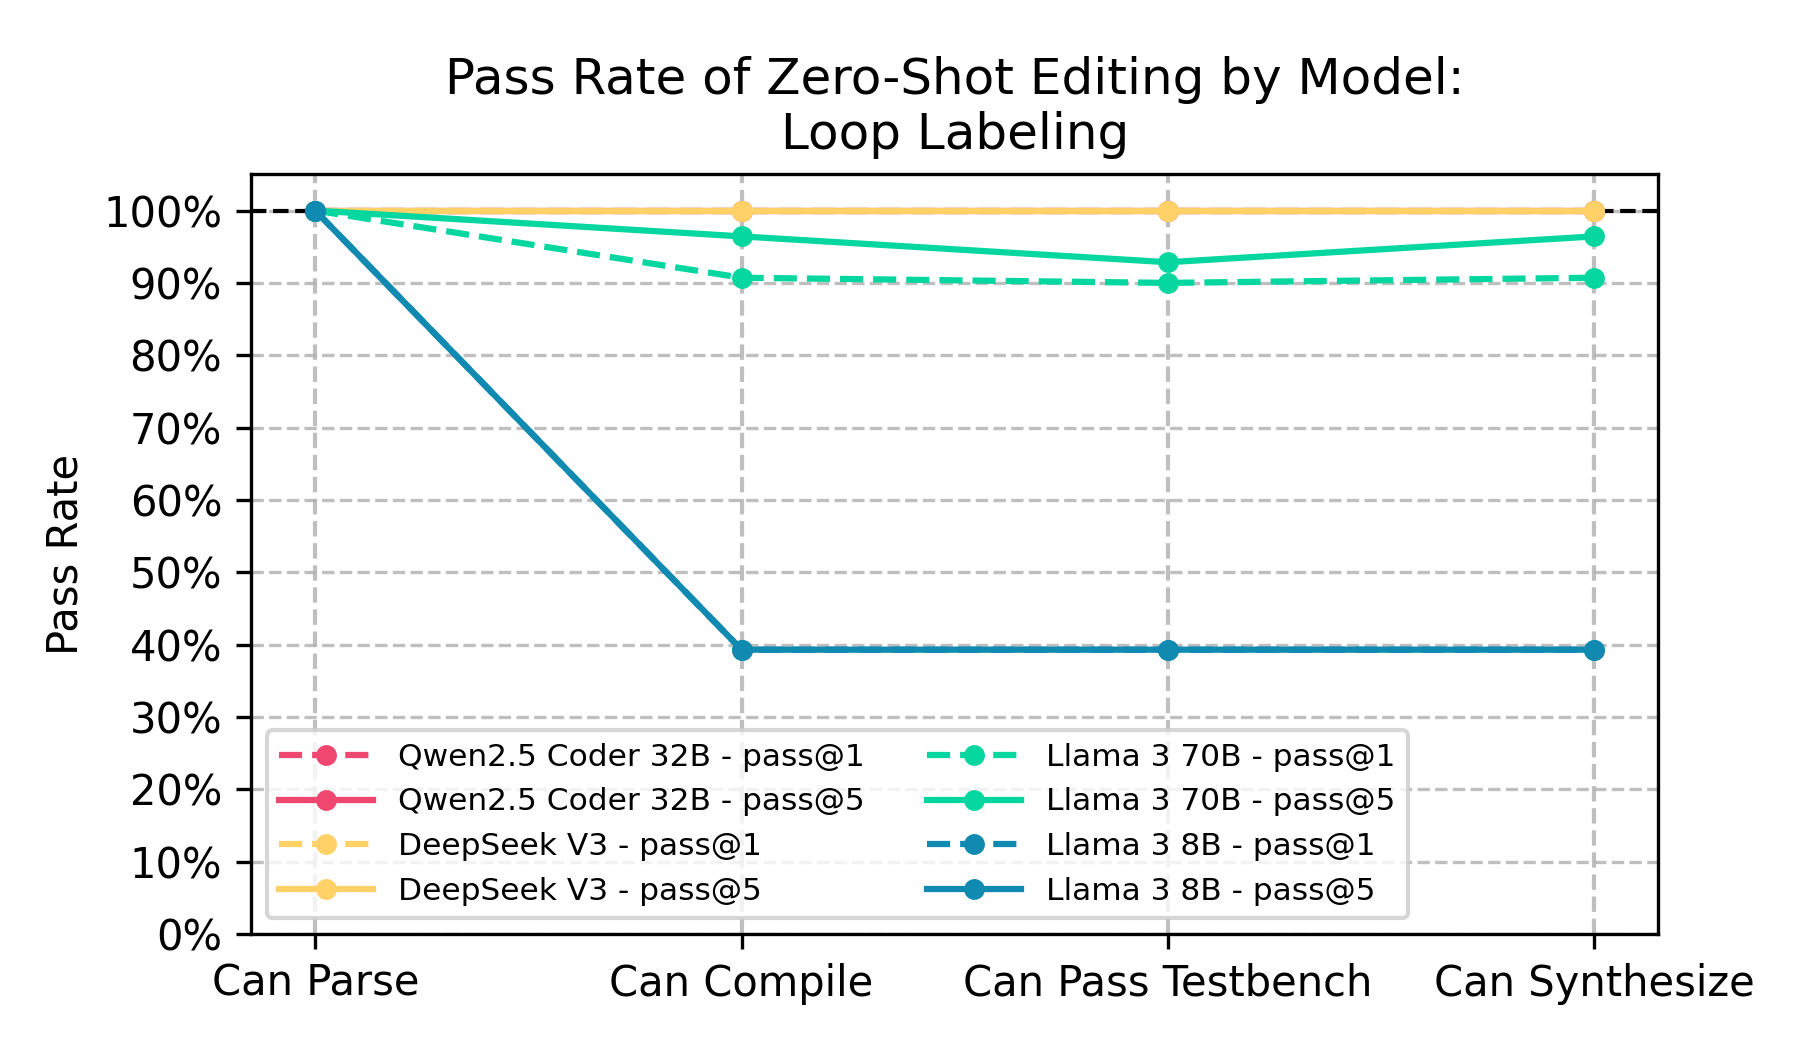 Pass Rate of Zero-Shot Editing by Model:
Loop Labeling
Pass Rate
100%
90%
80%
70%
60%
50%
40%
30%
20%
10%
0%
Qwen2.5 Coder 32B - pass@1
Qwen2.5 Coder 32B - pass@5
DeepSeek V3 - pass@1
DeepSeek V3 - pass@5
Llama 3 70B - pass@1
Llama 3 70B - pass@5
Llama 3 8B - pass@1
Llama 3 8B - pass@5
Can Parse
Can Compile
Can Pass Testbench
Can Synthesize